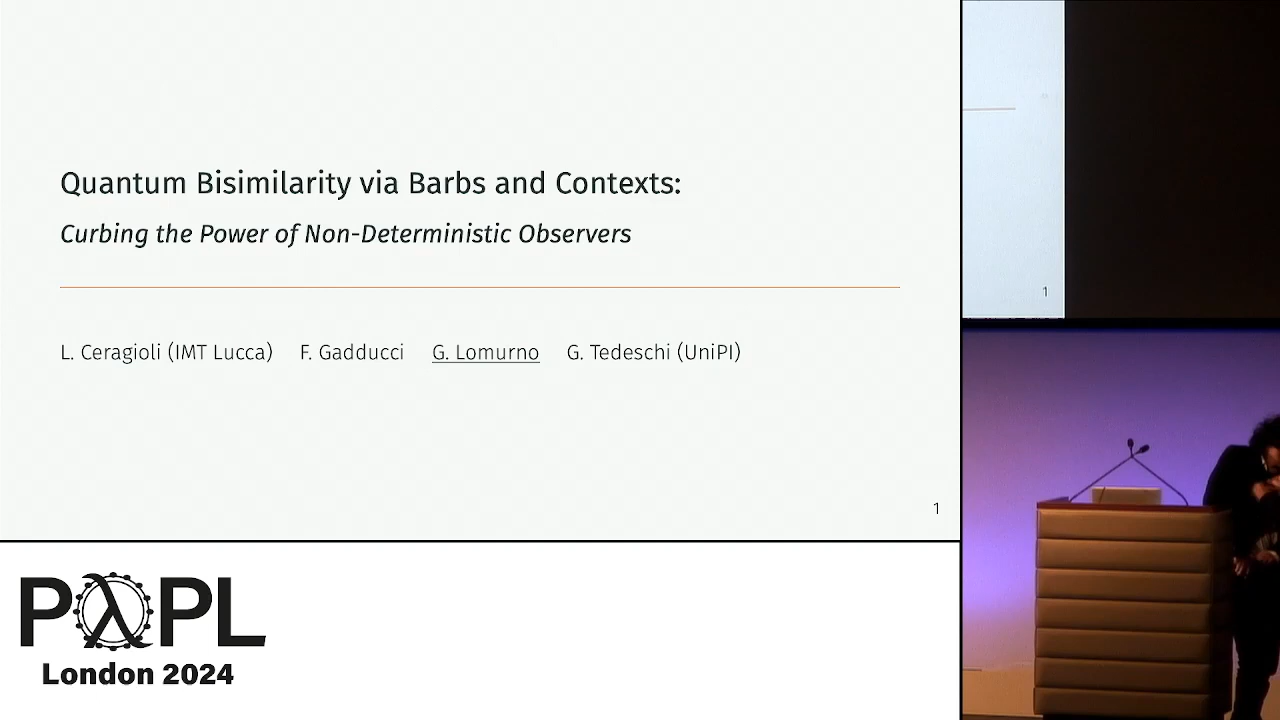 Quantum Bisimilarity via Barbs and Contexts:
Curbing the Power of Non-Deterministic Observers
L. Ceragioli (IMT Lucca) F. Gadducci G. Lomurno G. Tedeschi (UniPI)
1
PλPL
London 2024
1